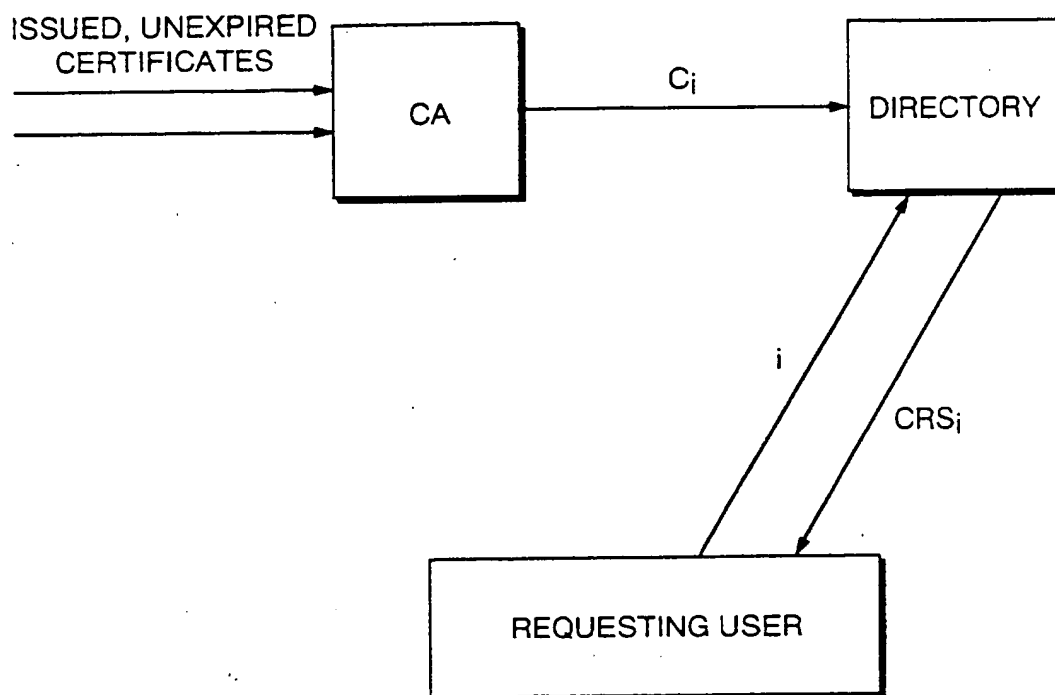 ISSUED, UNEXPIRED
CERTIFICATES
CA
Ci
DIRECTORY
i
CRSi
REQUESTING USER